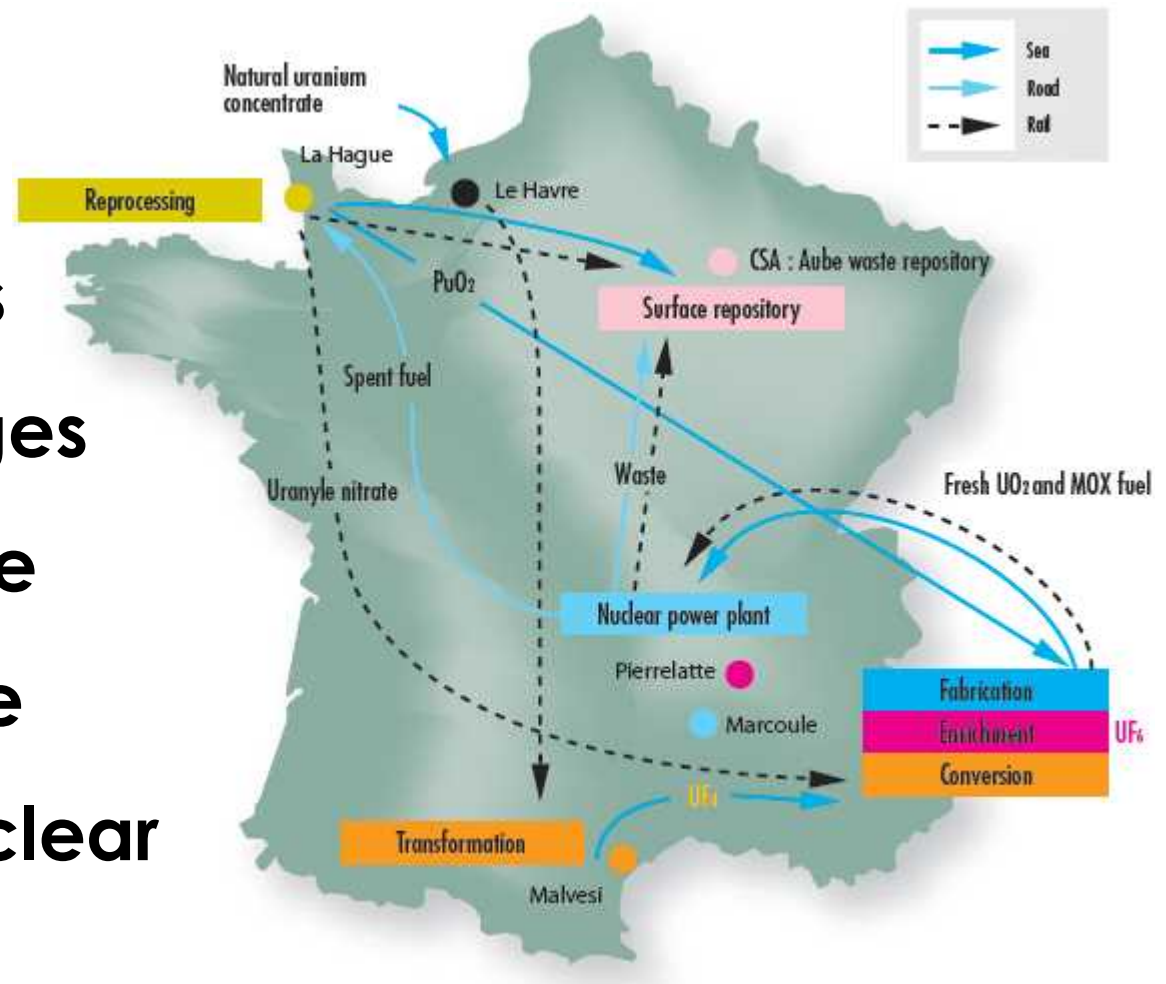 Sea
Road
Rail
Natural uranium
concentrate
La Hague
Reprocessing
Le Havre
CSA : Aube waste repository
PuO₂
Surface repository
s
Spent fuel
ges
Waste
Uranyle nitrate
Fresh UO₂ and MOX fuel
e
Nuclear power plant
Pierrelatte
e
Fabrication
Marcoule
Enrichment
UF₆
Conversion
UF₄
clear
Transformation
Malvesi